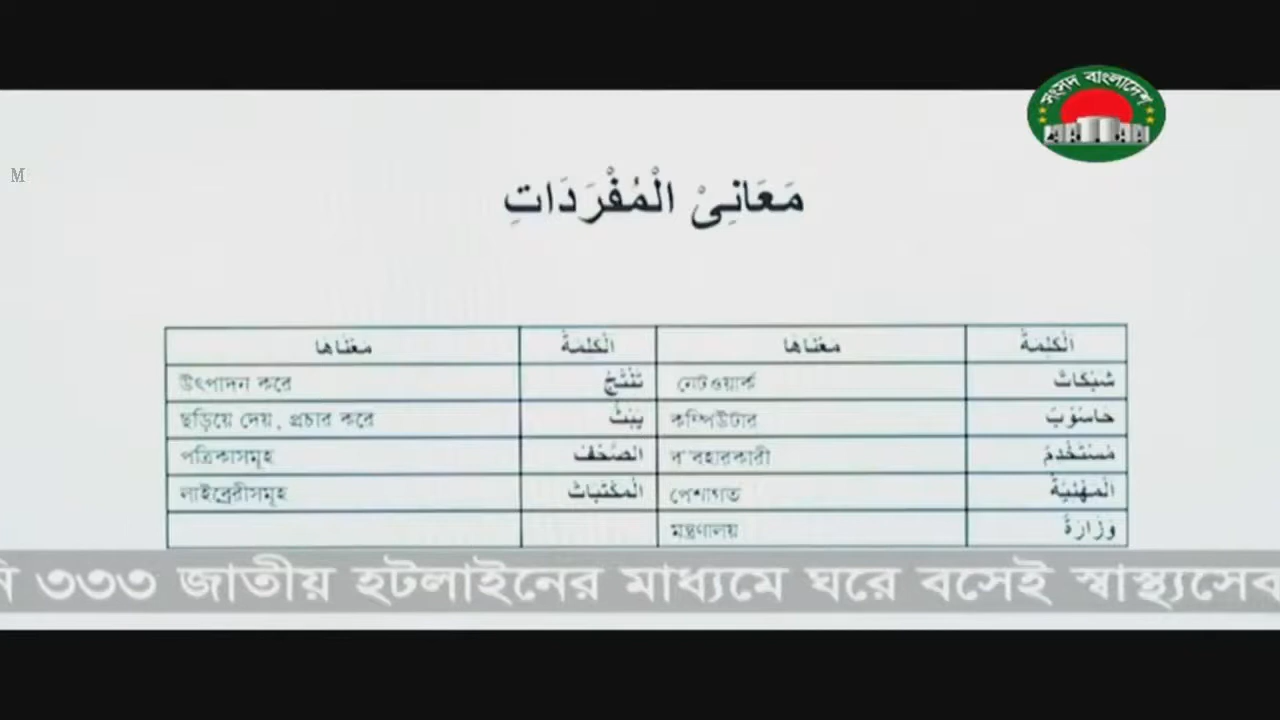 সংসদ বাংলাদেশ
M
مَعَانِىْ الْمُفْرَدَاتِ
الْكَلِمَةُ مَعْنَاهَا الْكَلِمَةُ مَعْنَاهَا
شَبَكَاتٌ নেটওয়ার্ক تُنْتِجُ উৎপাদন করে
حَاسُوْبٌ কম্পিউটার يَبُثُّ ছড়িয়ে দেয়, প্রচার করে
مُسْتَخْدِمٌ ব্যবহারকারী الصُّحُفُ পত্রিকাসমূহ
الْمِهْنِيَّةُ পেশাগত الْمَكْتَبَاتُ লাইব্রেরীসমূহ
وَزَارَةٌ মন্ত্রণালয়
৩৩৩ জাতীয় হটলাইনের মাধ্যমে ঘরে বসেই স্বাস্থ্যসেব